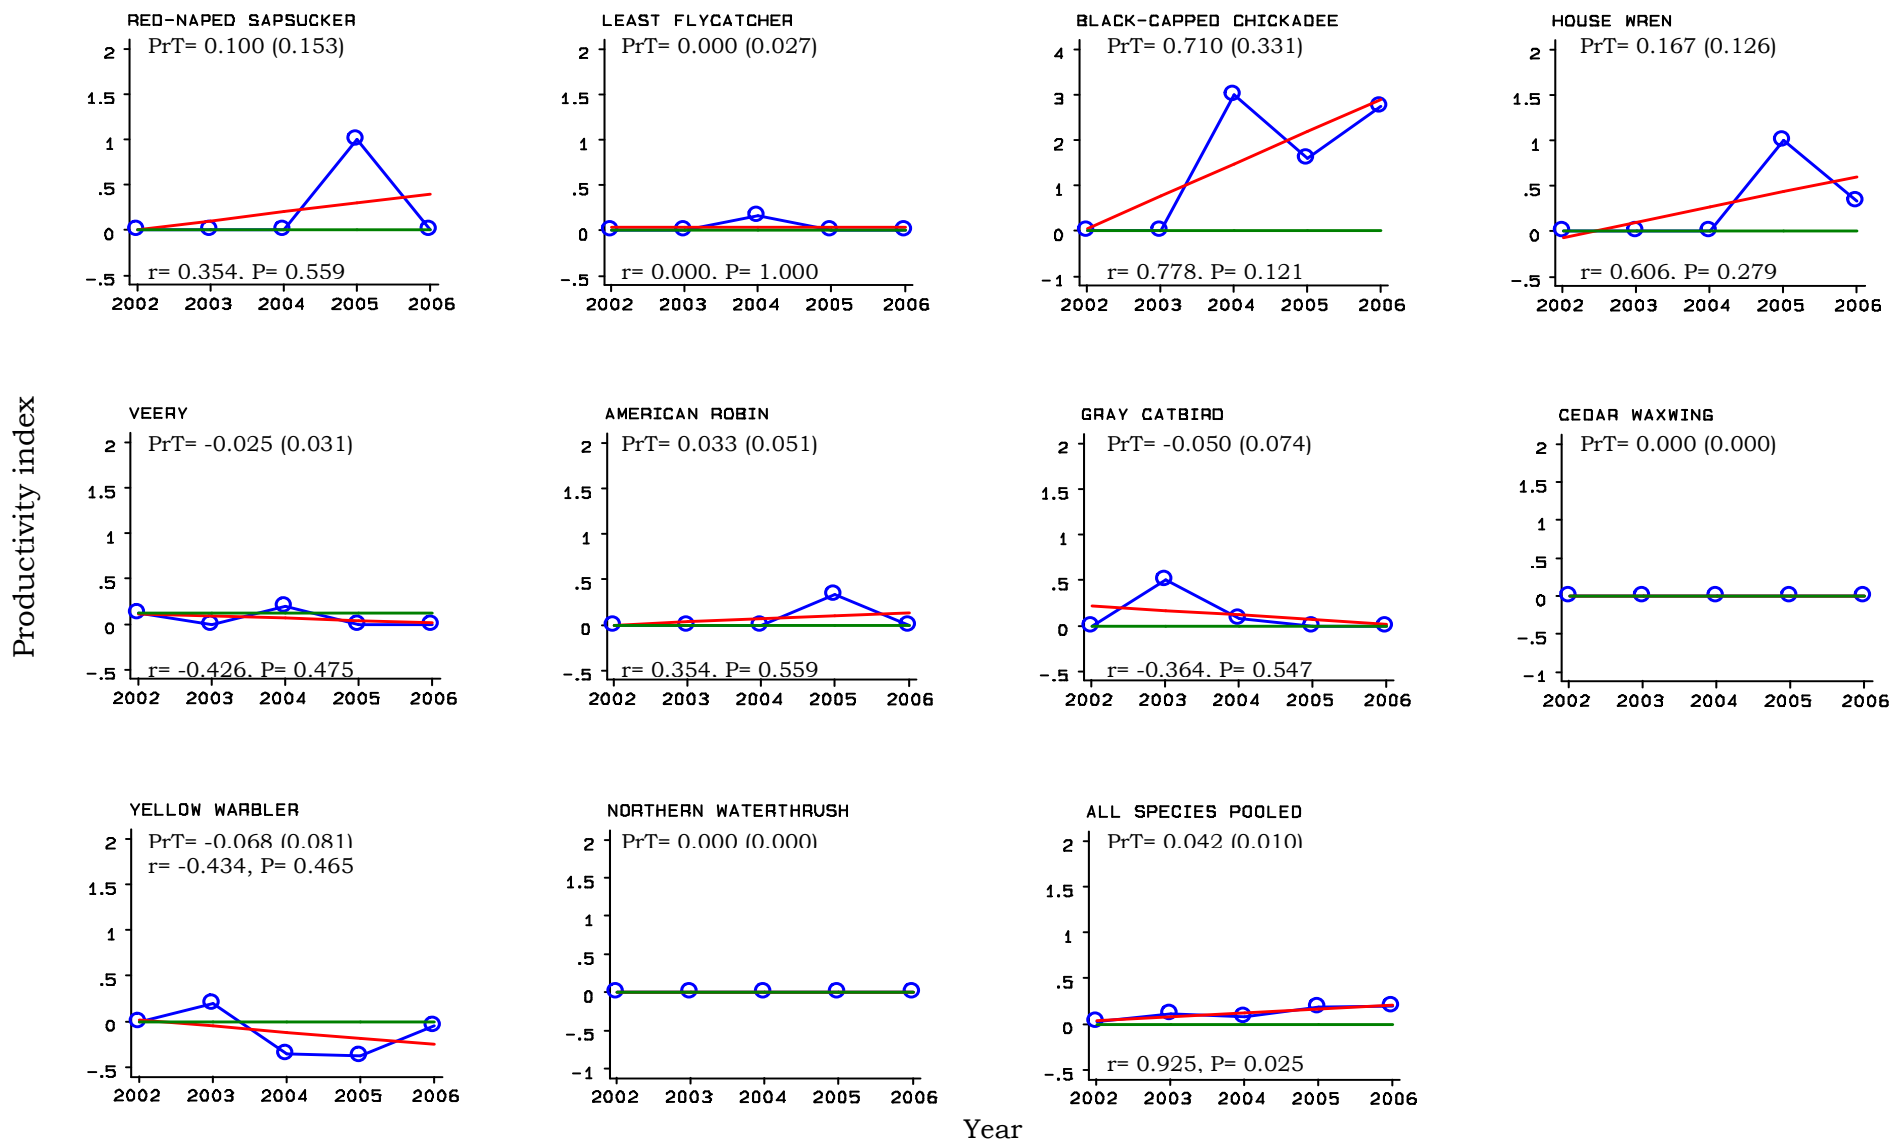 RED-NAPED SAPSUCKER
PrT= 0.100 (0.153)
2
1.5
1
.5
0
-.5
r= 0.354. P= 0.559
2002 2003 2004 2005 2006
LEAST FLYCATCHER
PrT= 0.000 (0.027)
2
1.5
1
.5
0
-.5
r= 0.000. P= 1.000
2002 2003 2004 2005 2006
BLACK-CAPPED CHICKADEE
PrT= 0.710 (0.331)
4
3
2
1
0
-1
r= 0.778. P= 0.121
2002 2003 2004 2005 2006
HOUSE WREN
PrT= 0.167 (0.126)
2
1.5
1
.5
0
-.5
r= 0.606. P= 0.279
2002 2003 2004 2005 2006
Productivity index
VEERY
PrT= -0.025 (0.031)
2
1.5
1
.5
0
-.5
r= -0.426. P= 0.475
2002 2003 2004 2005 2006
AMERICAN ROBIN
PrT= 0.033 (0.051)
2
1.5
1
.5
0
-.5
r= 0.354. P= 0.559
2002 2003 2004 2005 2006
GRAY CATBIRD
PrT= -0.050 (0.074)
2
1.5
1
.5
0
-.5
r= -0.364. P= 0.547
2002 2003 2004 2005 2006
CEDAR WAXWING
PrT= 0.000 (0.000)
2
1.5
1
.5
0
-.5
-1
2002 2003 2004 2005 2006
YELLOW WARBLER
PrT= -0.068 (0.081)
r= -0.434, P= 0.465
2
1.5
1
.5
0
-.5
2002 2003 2004 2005 2006
NORTHERN WATERTHRUSH
PrT= 0.000 (0.000)
2
1.5
1
.5
0
-.5
-1
2002 2003 2004 2005 2006
ALL SPECIES POOLED
PrT= 0.042 (0.010)
2
1.5
1
.5
0
-.5
r= 0.925, P= 0.025
2002 2003 2004 2005 2006
Year